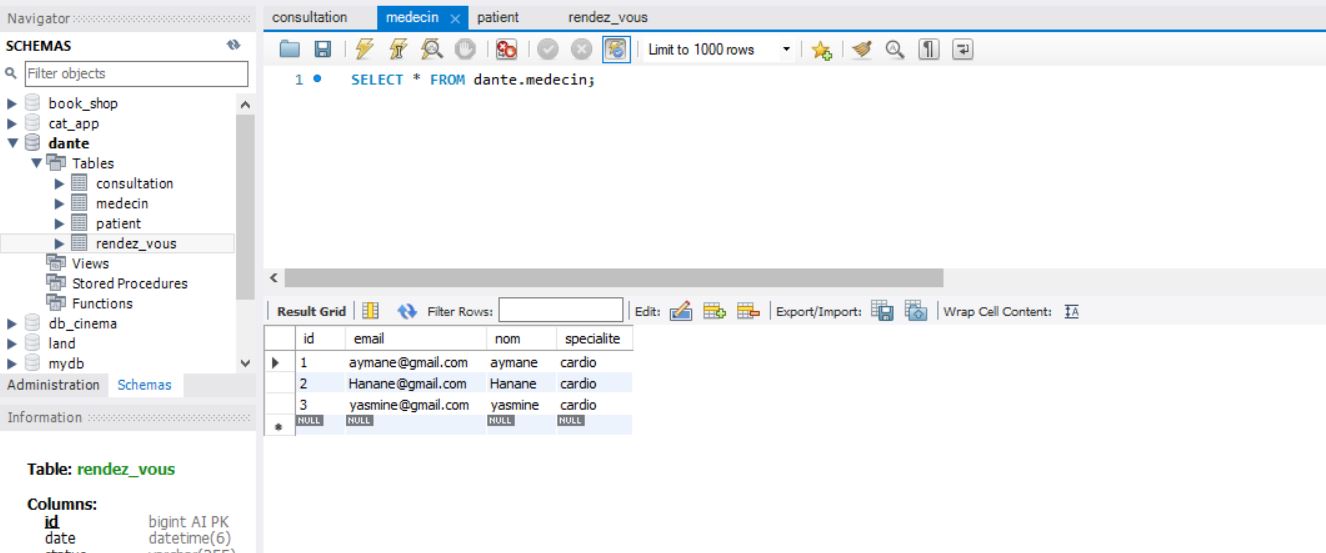 Navigator
SCHEMAS
Filter objects
book_shop
cat_app
dante
Tables
consultation
medecin
patient
rendez_vous
Views
Stored Procedures
Functions
db_cinema
land
mydb
Administration Schemas
Information
Table: rendez_vous
Columns:
id bigint AI PK
date datetime(6)
consultation medecin patient rendez_vous
Limit to 1000 rows
1 SELECT * FROM dante.medecin;
Result Grid Filter Rows: Edit: Export/Import: Wrap Cell Content:
id email nom specialite
1 aymane@gmail.com aymane cardio
2 Hanane@gmail.com Hanane cardio
3 yasmine@gmail.com yasmine cardio
NULL NULL NULL NULL